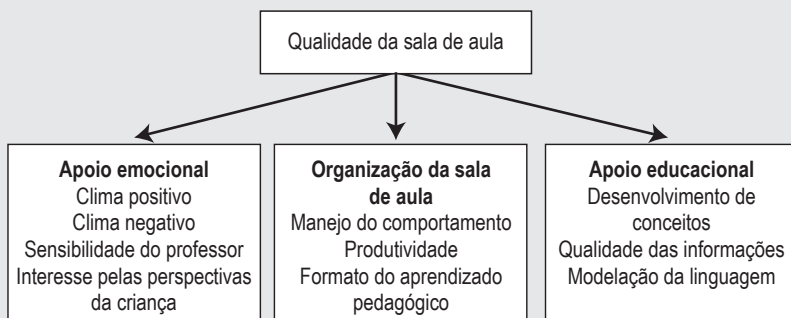 Qualidade da sala de aula
Apoio emocional
Clima positivo
Clima negativo
Sensibilidade do professor
Interesse pelas perspectivas
da criança
Organização da sala
de aula
Manejo do comportamento
Produtividade
Formato do aprendizado
pedagógico
Apoio educacional
Desenvolvimento de
conceitos
Qualidade das informações
Modelação da linguagem